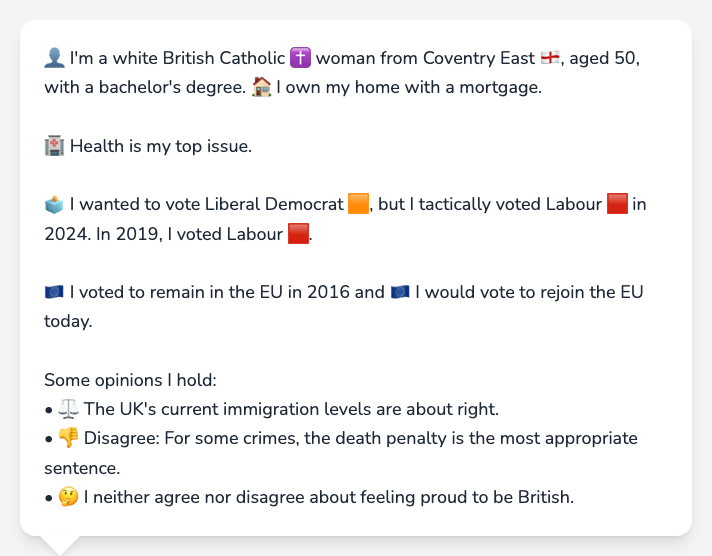 👤 I'm a white British Catholic ✝️ woman from Coventry East 🏴󠁧󠁢󠁥󠁮󠁧󠁿, aged 50,
with a bachelor's degree. 🏠 I own my home with a mortgage.
🏥 Health is my top issue.
🗳️ I wanted to vote Liberal Democrat 🟧, but I tactically voted Labour 🟥 in
2024. In 2019, I voted Labour 🟥.
🇪🇺 I voted to remain in the EU in 2016 and 🇪🇺 I would vote to rejoin the EU
today.
Some opinions I hold:
• ⚖️ The UK's current immigration levels are about right.
• 👎 Disagree: For some crimes, the death penalty is the most appropriate
sentence.
• 🤔 I neither agree nor disagree about feeling proud to be British.